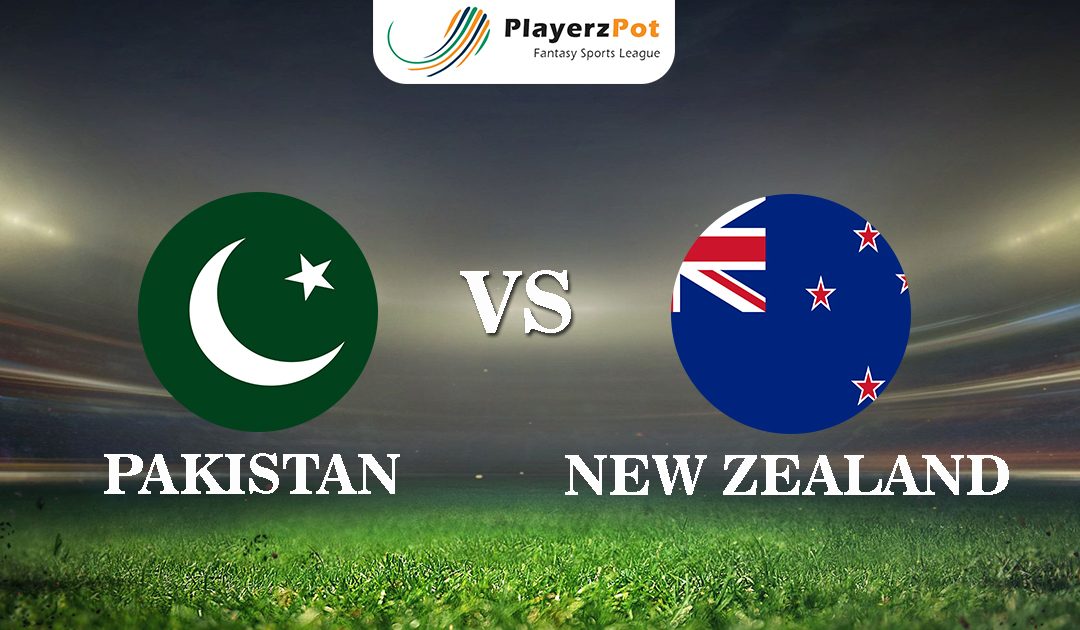 PlayerzPot
Fantasy Sports League
VS
PAKISTAN
NEW ZEALAND